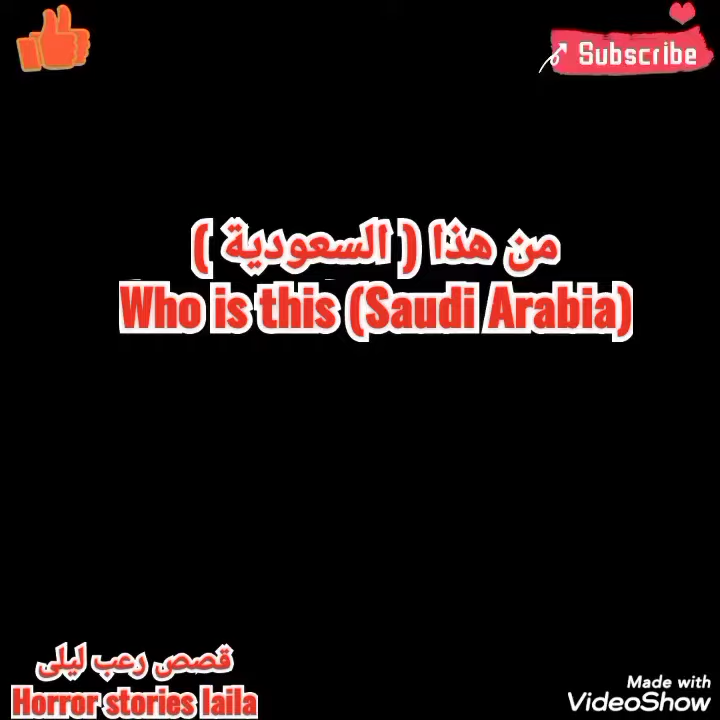 Subscribe
من هذا ( السعودية )
Who is this (Saudi Arabia)
قصص رعب ليلى
Horror stories laila
Made with
VideoShow